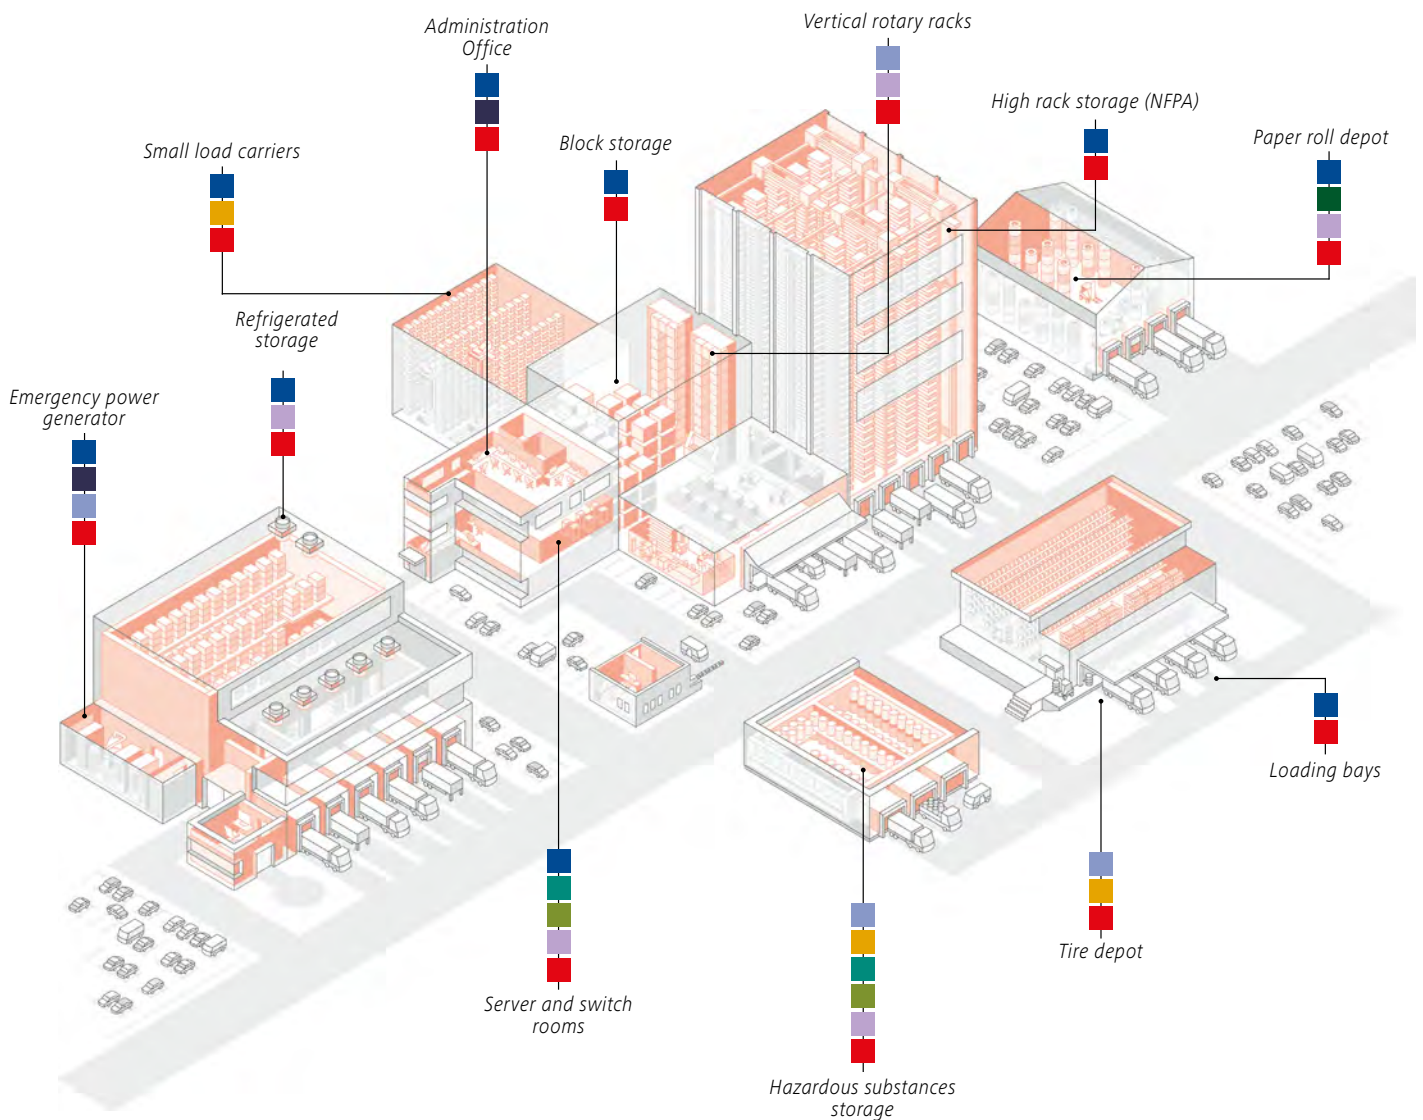 Vertical rotary racks
Administration
Office
High rack storage (NFPA)
Block storage
Paper roll depot
Small load carriers
Refrigerated
storage
Emergency power
generator
Loading bays
Tire depot
Server and switch
rooms
Hazardous substances
storage